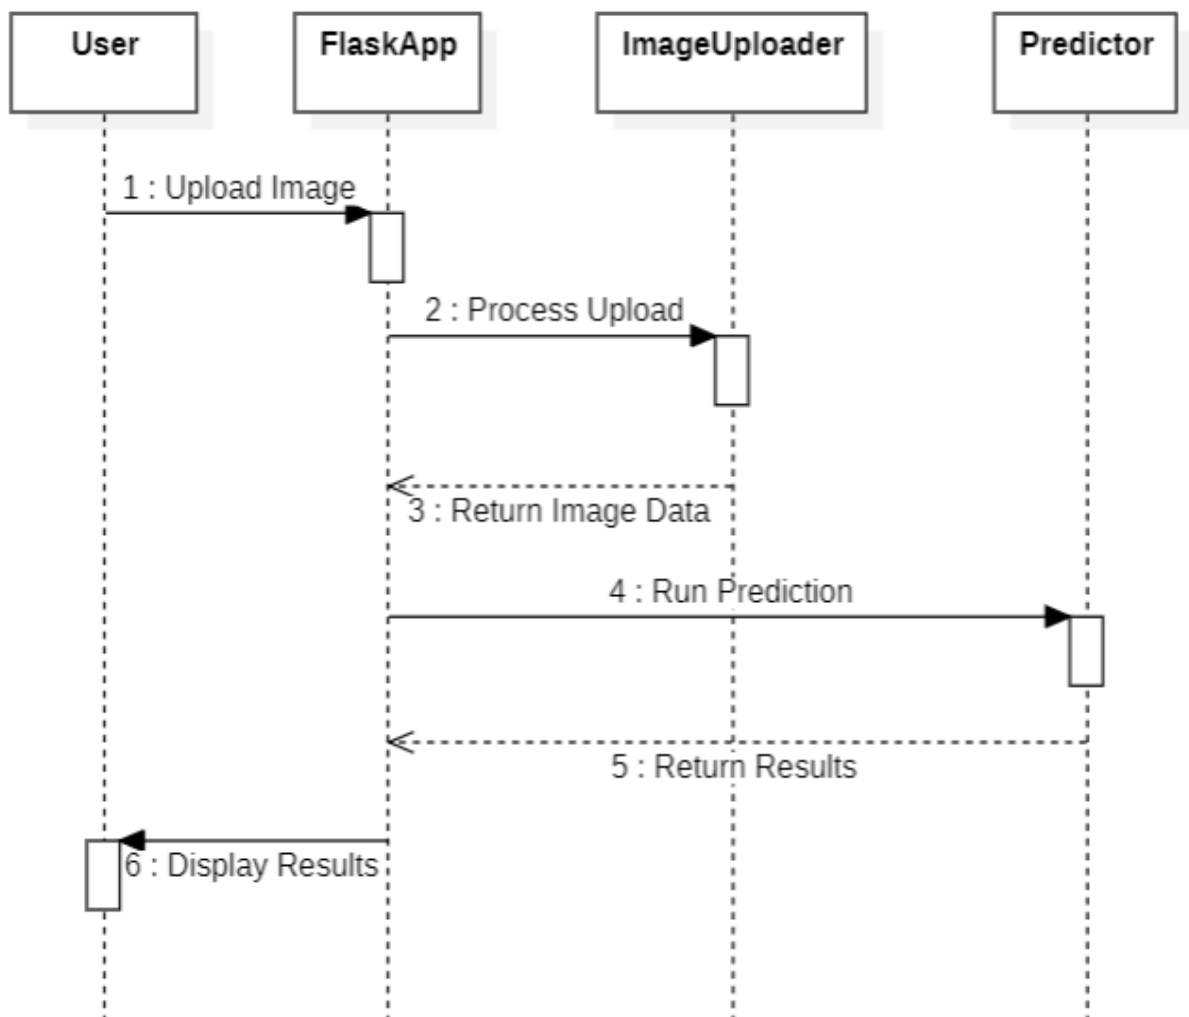 User
FlaskApp
ImageUploader
Predictor
1 : Upload Image
2 : Process Upload
3 : Return Image Data
4 : Run Prediction
5 : Return Results
6 : Display Results